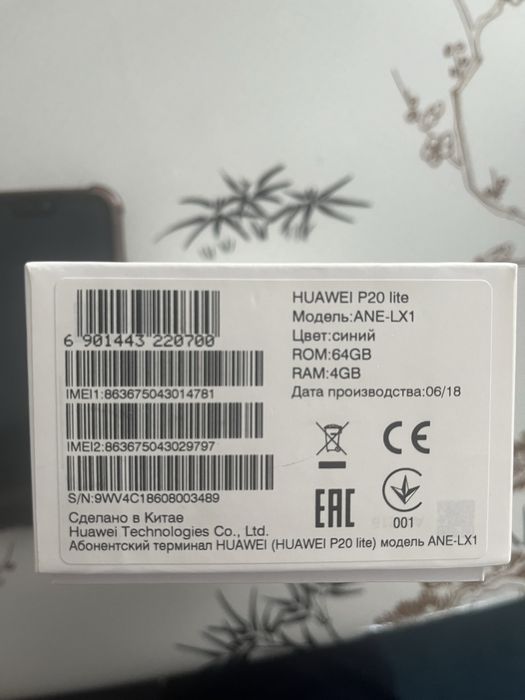 6 901443 220700
IMEI1:863675043014781
IMEI2:863675043029797
S/N:9WV4C18608003489
HUAWEI P20 lite
Модель:ANE-LX1
Цвет:синий
ROM:64GB
RAM:4GB
Дата производства:06/18
CE
EAC
001
Сделано в Китае
Huawei Technologies Co., Ltd.
Абонентский терминал HUAWEI (HUAWEI P20 lite) модель ANE-LX1